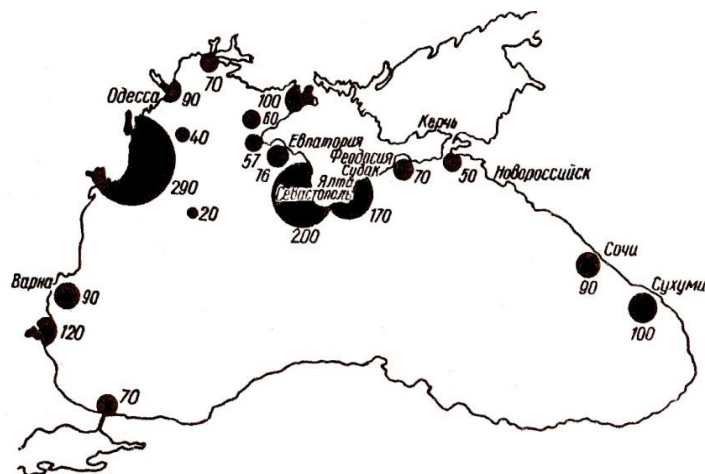 70
Одесса
90
100
60
40
Керчь
Евпатория
57
76
Феодосия
Судак
70
50
Новороссийск
290
Ялта
Севастополь
170
20
200
Сочи
90
Сухуми
100
Варна
90
120
70